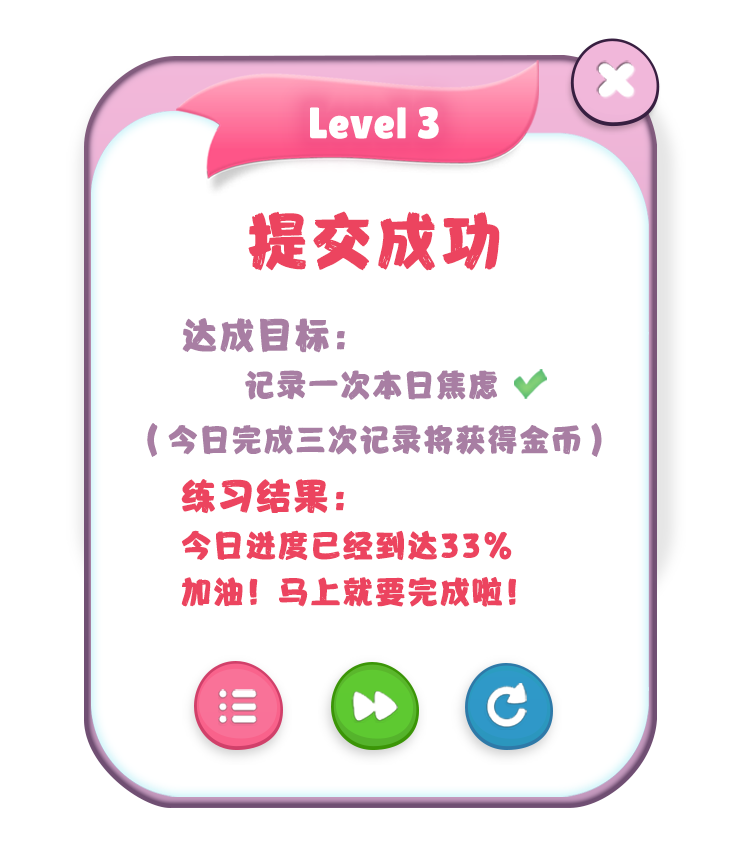 Level 3
提交成功
达成目标：
记录一次本日焦虑
（今日完成三次记录将获得金币）
练习结果：
今日进度已经到达33%
加油！马上就要完成啦！